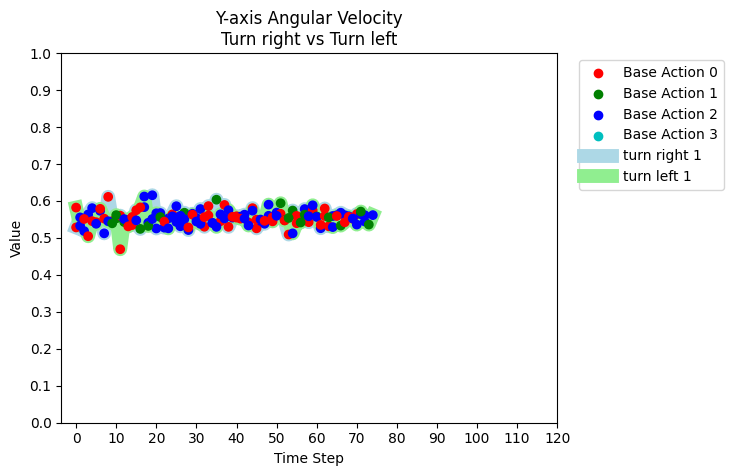 Y-axis Angular Velocity
Turn right vs Turn left
1.0
0.9
0.8
0.7
0.6
0.5
0.4
0.3
0.2
0.1
0.0
Value
0 10 20 30 40 50 60 70 80 90 100 110 120
Time Step
Base Action 0
Base Action 1
Base Action 2
Base Action 3
turn right 1
turn left 1